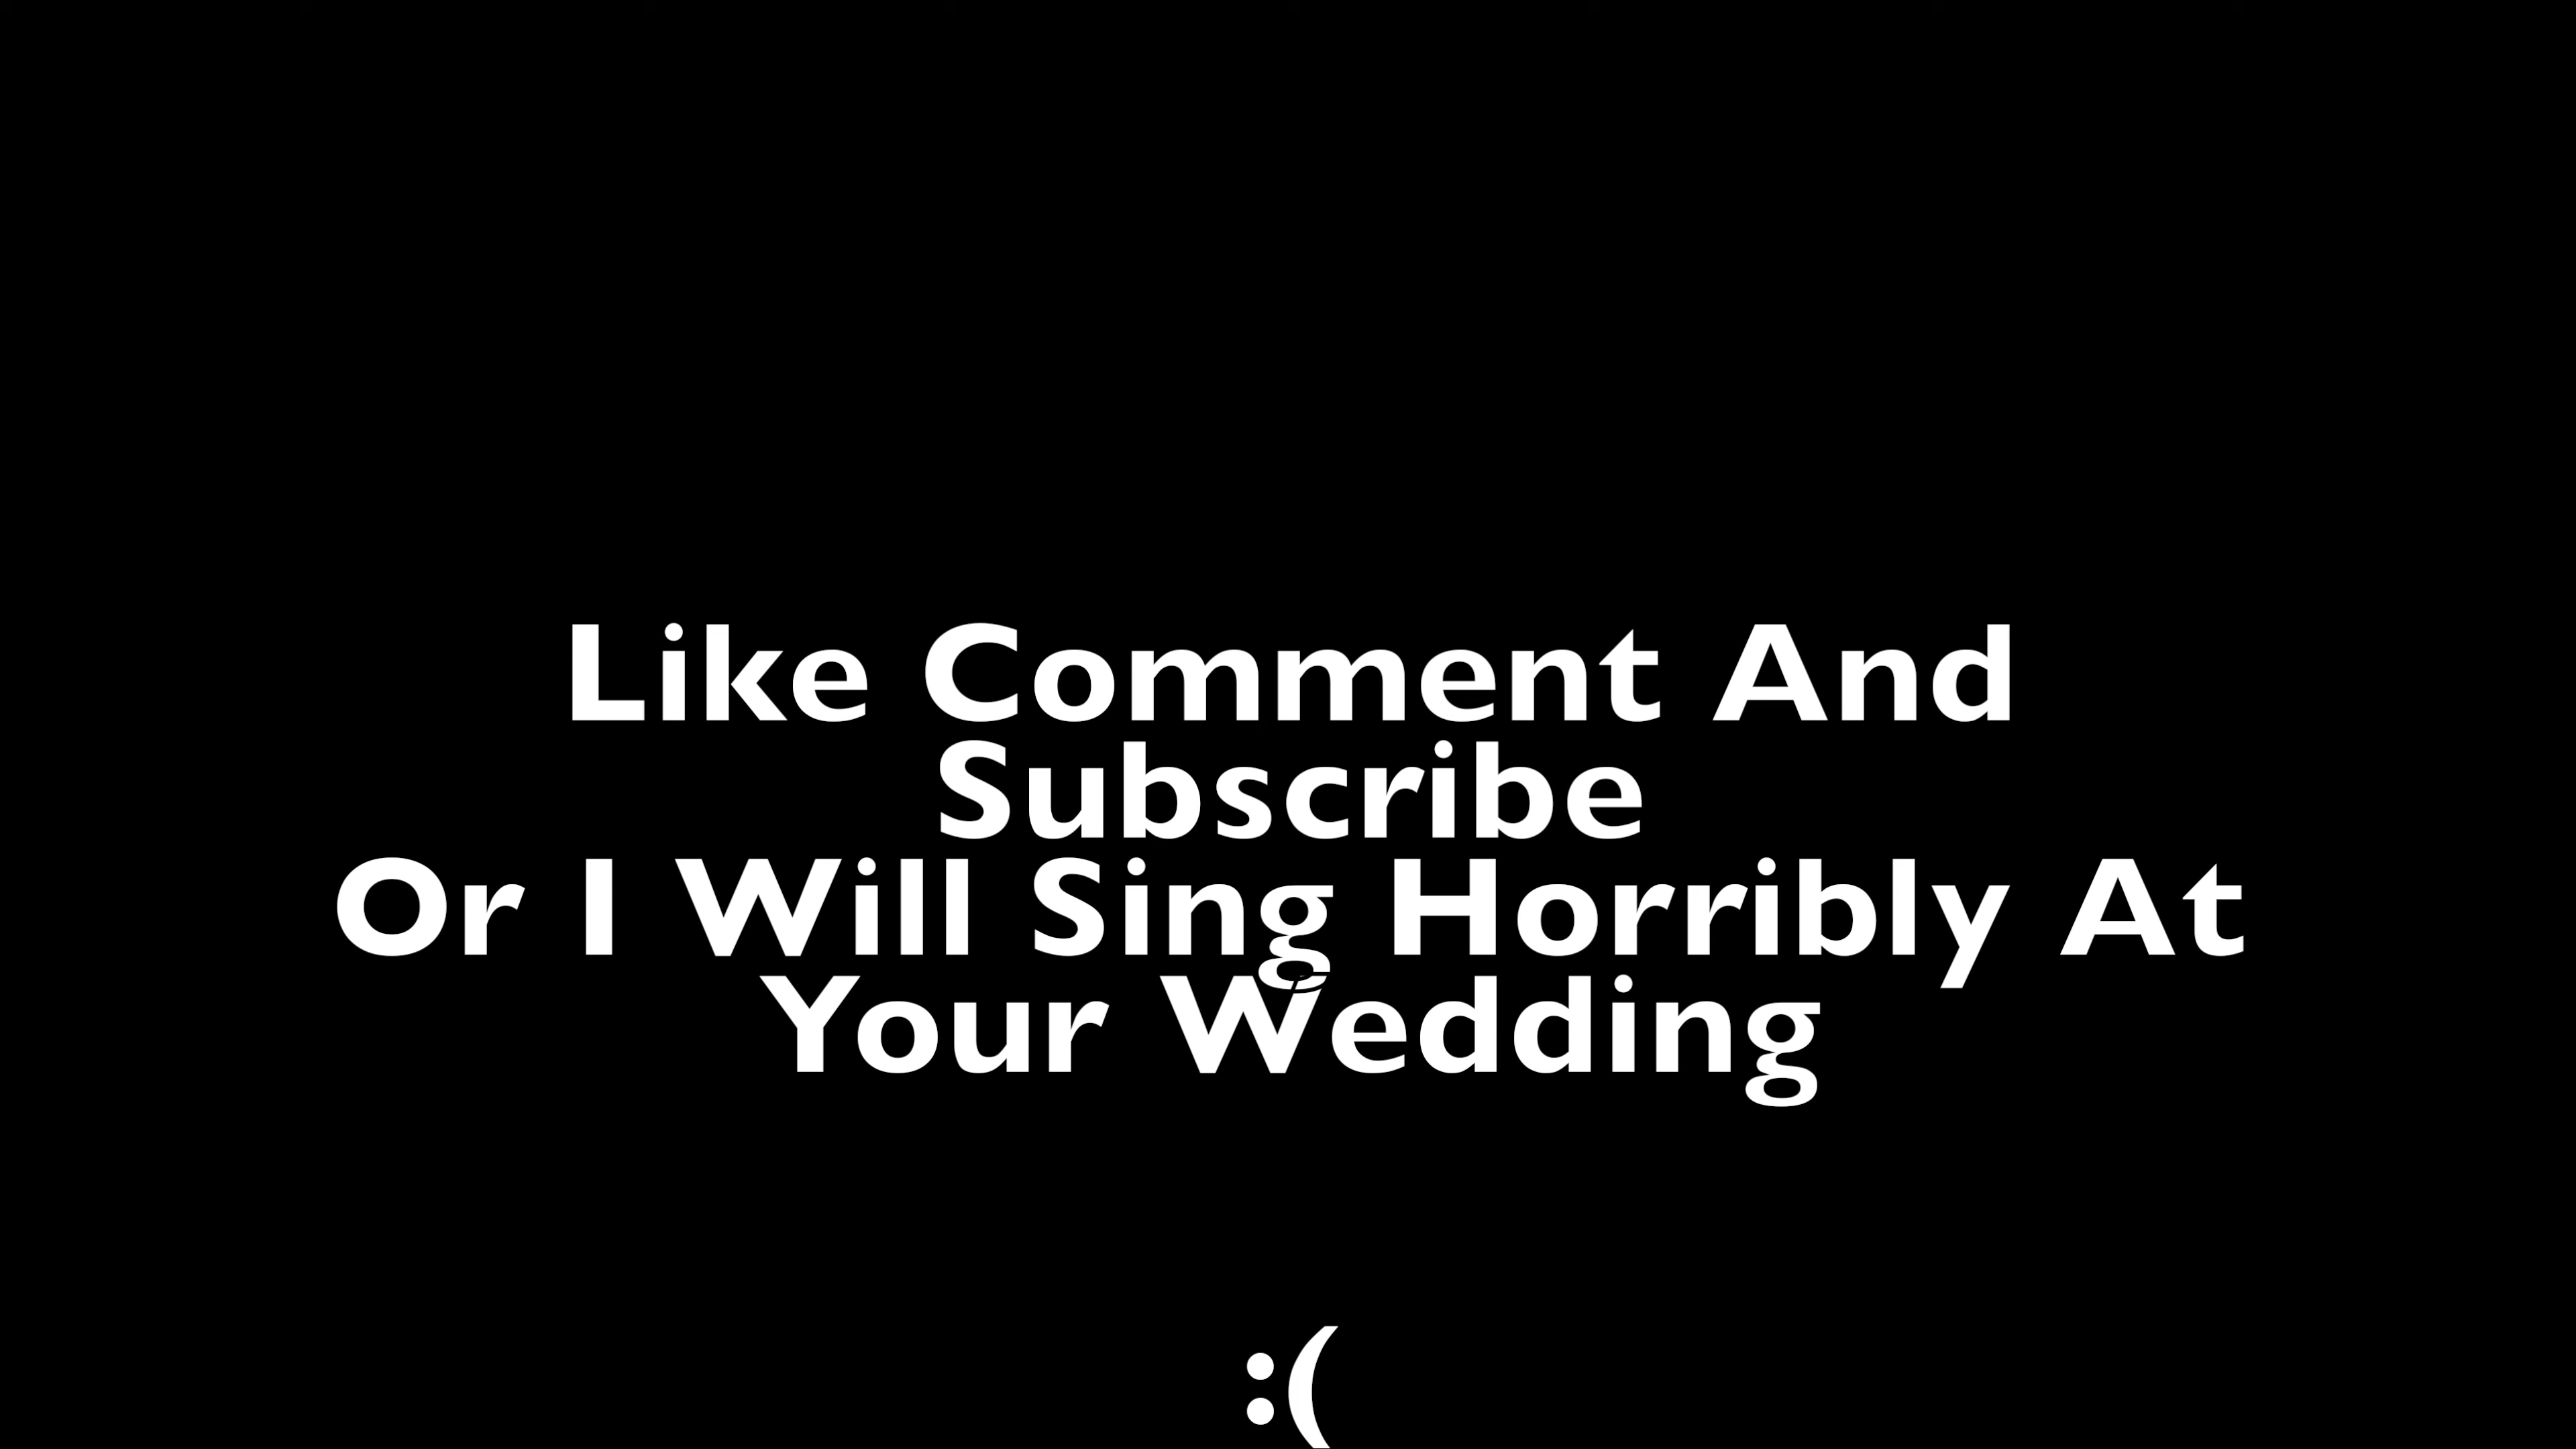 Like Comment And
Subscribe
Or I Will Sing Horribly At
Your Wedding
:(